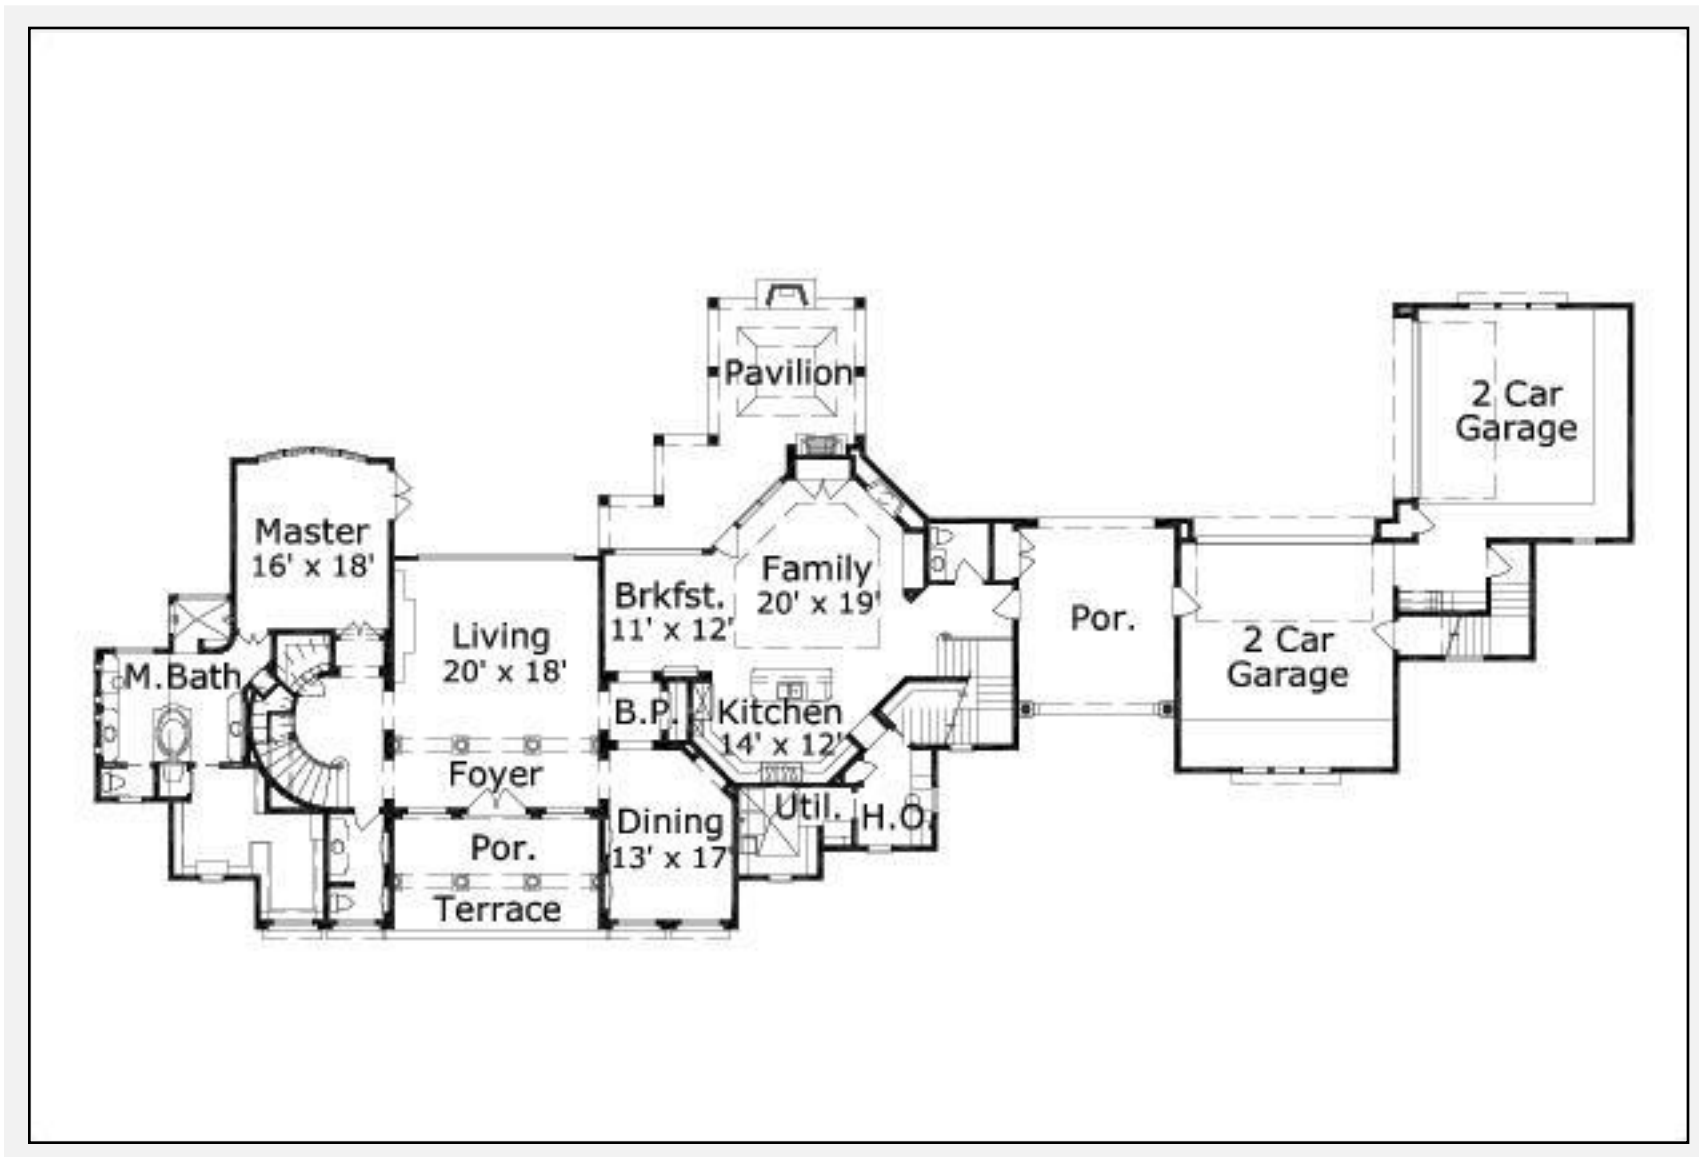 Pavilion
2 Car
Garage
Master
16' x 18'
Family
20' x 19'
Brkfst.
11' x 12'
Living
20' x 18'
Por.
2 Car
Garage
M.Bath
B.P.
Kitchen
14' x 12'
Foyer
Util.
H.O.
Dining
13' x 17'
Por.
Terrace